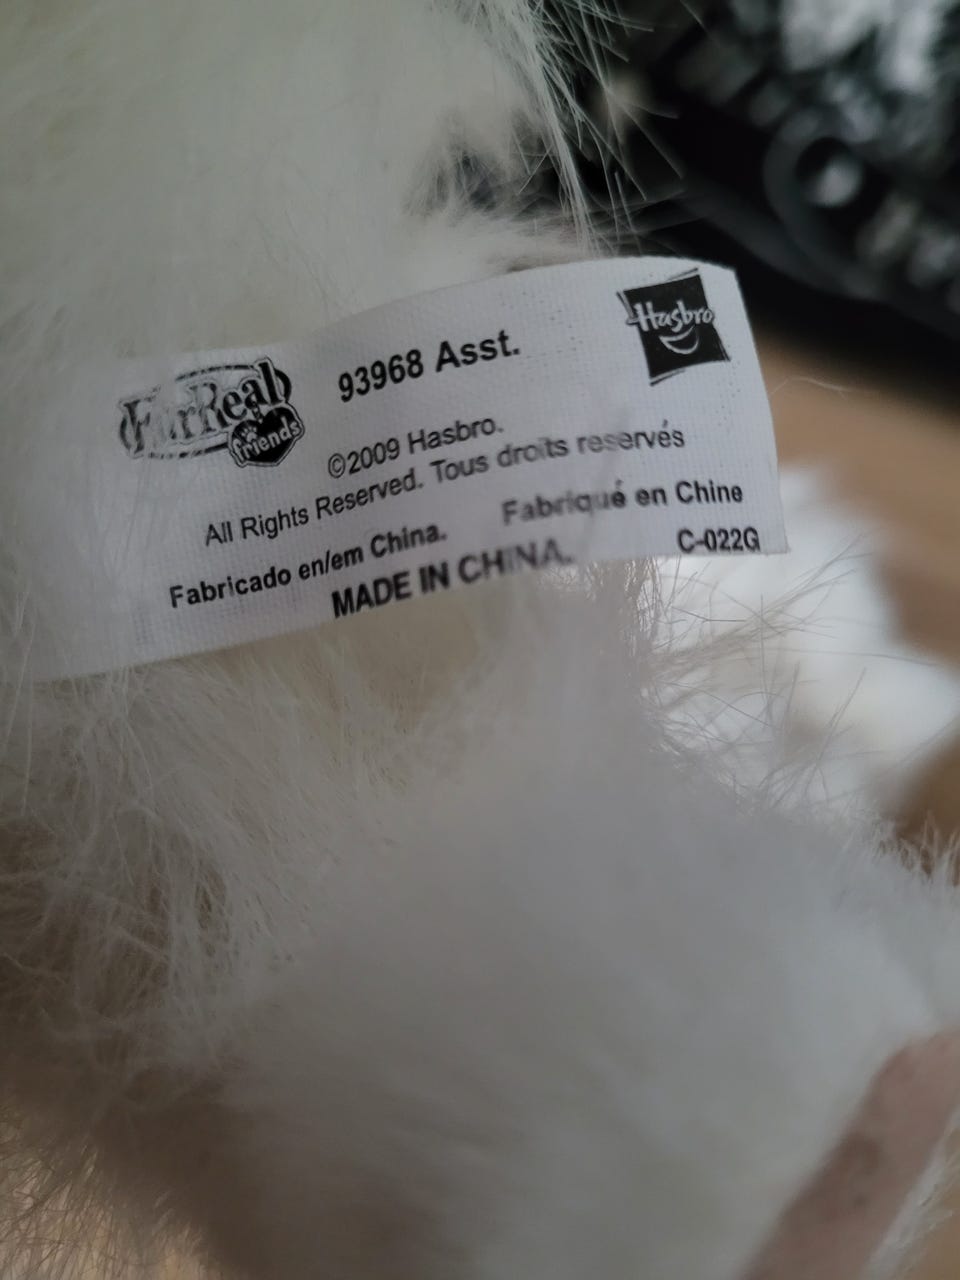 FurReal friends
93968 Asst.
Hasbro
©2009 Hasbro.
All Rights Reserved. Tous droits reservés
Fabricado en/em China. Fabriqué en Chine
MADE IN CHINA. C-022G